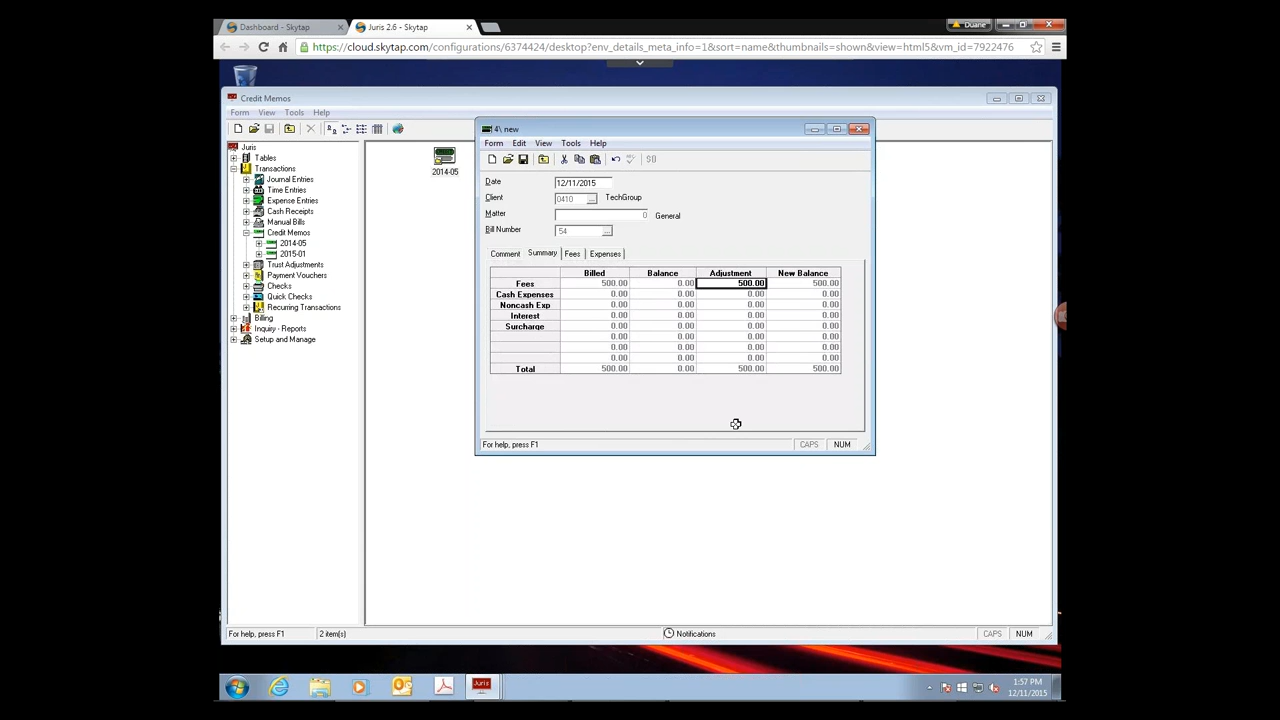 Dashboard - Skytap
Juris 2.6 - Skytap
Duane
https://cloud.skytap.com/configurations/6374424/desktop?env_details_meta_info=1&sort=name&thumbnails=shown&view=html5&vm_id=7922476
Credit Memos
Form View Tools Help
Juris
Tables
Transactions
Journal Entries
Time Entries
Expense Entries
Cash Receipts
Manual Bills
Credit Memos
2014-05
2015-01
Trust Adjustments
Payment Vouchers
Checks
Quick Checks
Recurring Transactions
Billing
Inquiry - Reports
Setup and Manage
2014-05
4\ new
Form Edit View Tools Help
Date 12/11/2015
Client 0410 ... TechGroup
Matter 0 General
Bill Number 54 ...
Comment Summary Fees Expenses
Billed Balance Adjustment New Balance
Fees 500.00 0.00 500.00 500.00
Cash Expenses 0.00 0.00 0.00 0.00
Noncash Exp 0.00 0.00 0.00 0.00
Interest 0.00 0.00 0.00 0.00
Surcharge 0.00 0.00 0.00 0.00
0.00 0.00 0.00 0.00
0.00 0.00 0.00 0.00
0.00 0.00 0.00 0.00
Total 500.00 0.00 500.00 500.00
For help, press F1 CAPS NUM
For help, press F1 2 item(s) Notifications CAPS NUM
Juris
1:57 PM
12/11/2015